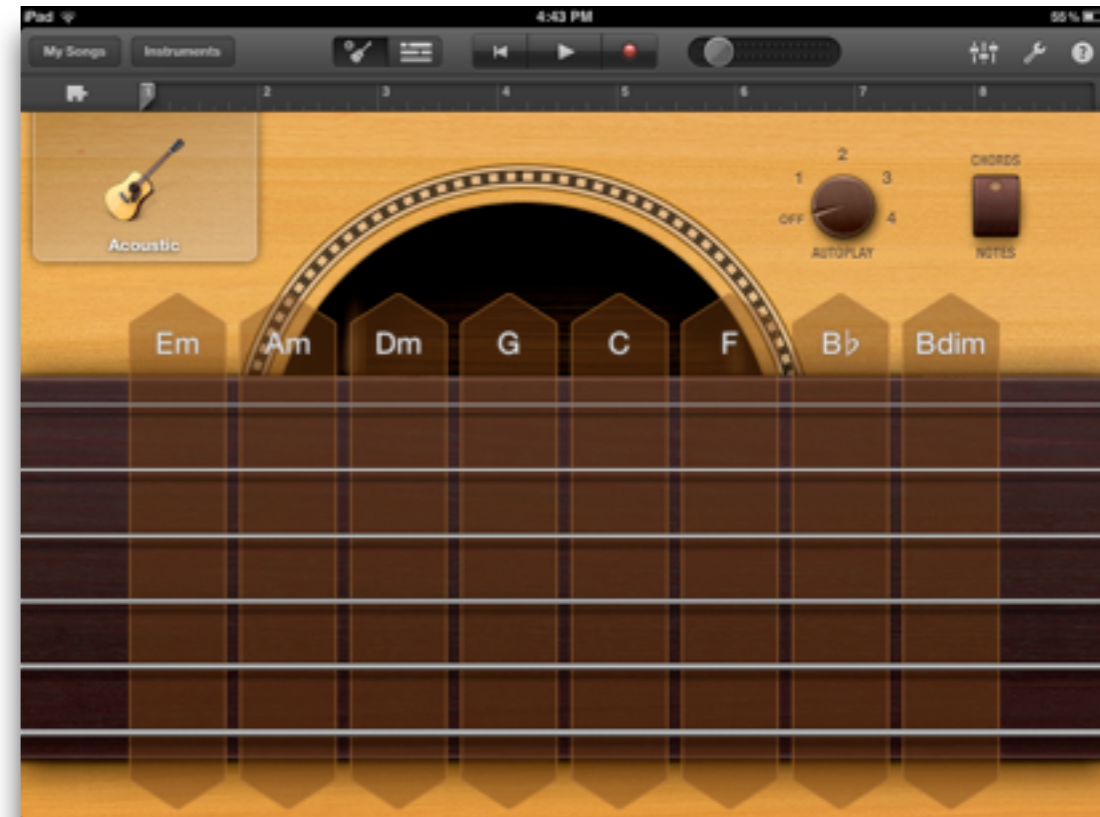 iPad 4:43 PM 55%
My Songs Instruments
1 2 3 4 5 6 7 8
Acoustic
1 2 3 4
OFF
AUTOPLAY
CHORDS
NOTES
Em Am Dm G C F B♭ Bdim